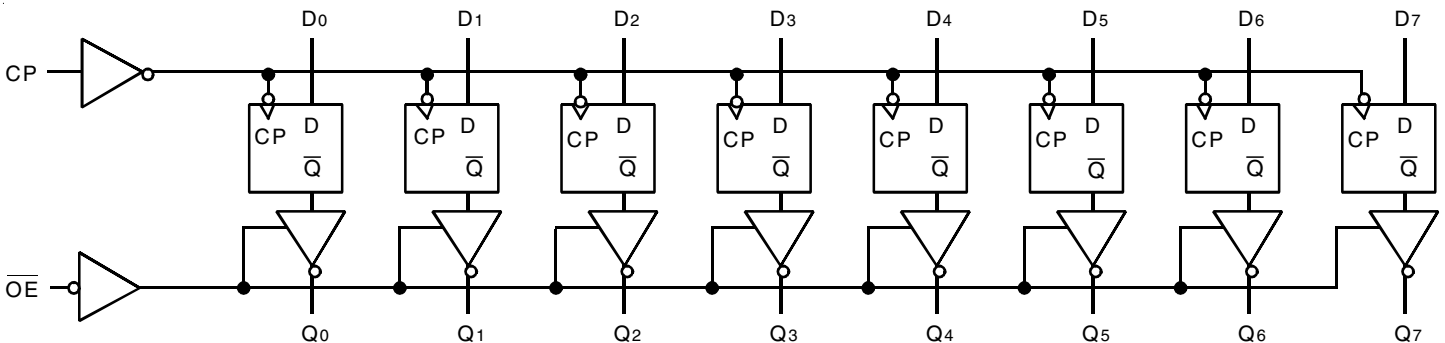 D0 D1 D2 D3 D4 D5 D6 D7
CP
CP D CP D CP D CP D CP D CP D CP D CP D
Q̅ Q̅ Q̅ Q̅ Q̅ Q̅ Q̅ Q̅
O̅E̅
Q0 Q1 Q2 Q3 Q4 Q5 Q6 Q7